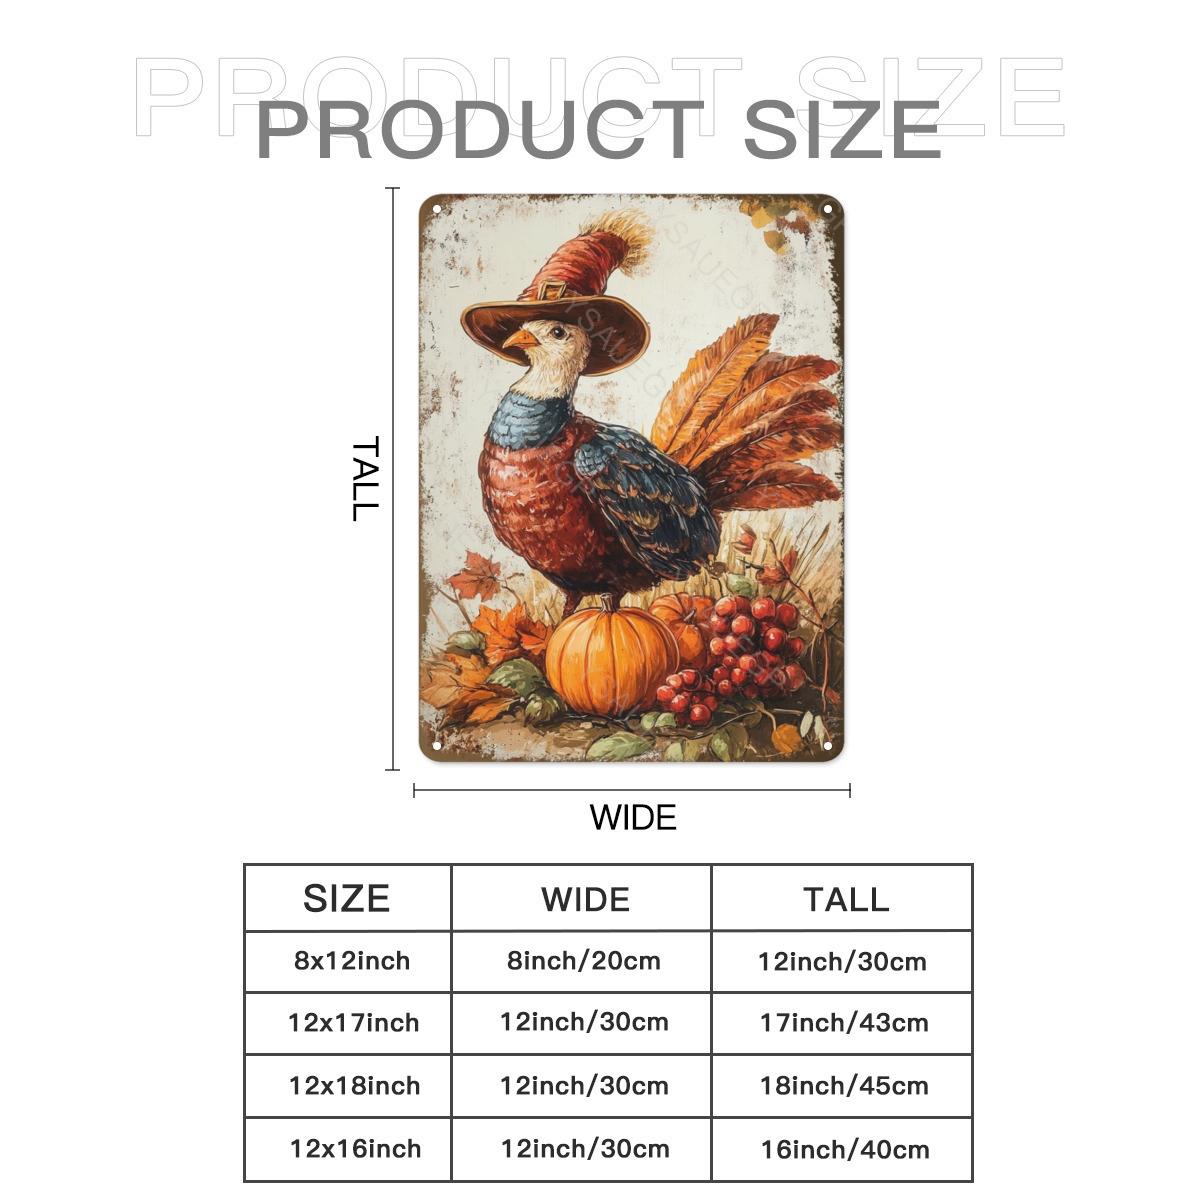 PRODUCT SIZE
PRODUCT SIZE
TALL
WIDE
SIZE WIDE TALL
8x12inch 8inch/20cm 12inch/30cm
12x17inch 12inch/30cm 17inch/43cm
12x18inch 12inch/30cm 18inch/45cm
12x16inch 12inch/30cm 16inch/40cm